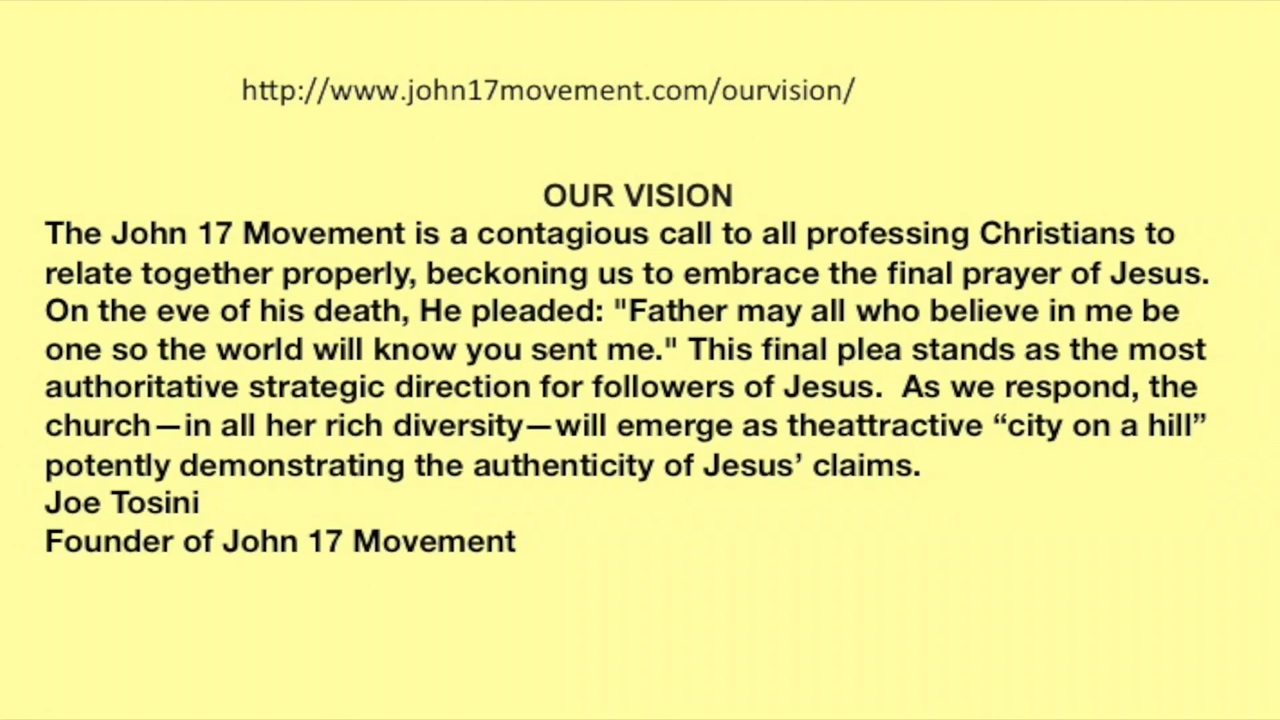 http://www.john17movement.com/ourvision/
OUR VISION
The John 17 Movement is a contagious call to all professing Christians to
relate together properly, beckoning us to embrace the final prayer of Jesus.
On the eve of his death, He pleaded: "Father may all who believe in me be
one so the world will know you sent me." This final plea stands as the most
authoritative strategic direction for followers of Jesus.  As we respond, the
church—in all her rich diversity—will emerge as theattractive “city on a hill”
potently demonstrating the authenticity of Jesus’ claims.
Joe Tosini
Founder of John 17 Movement